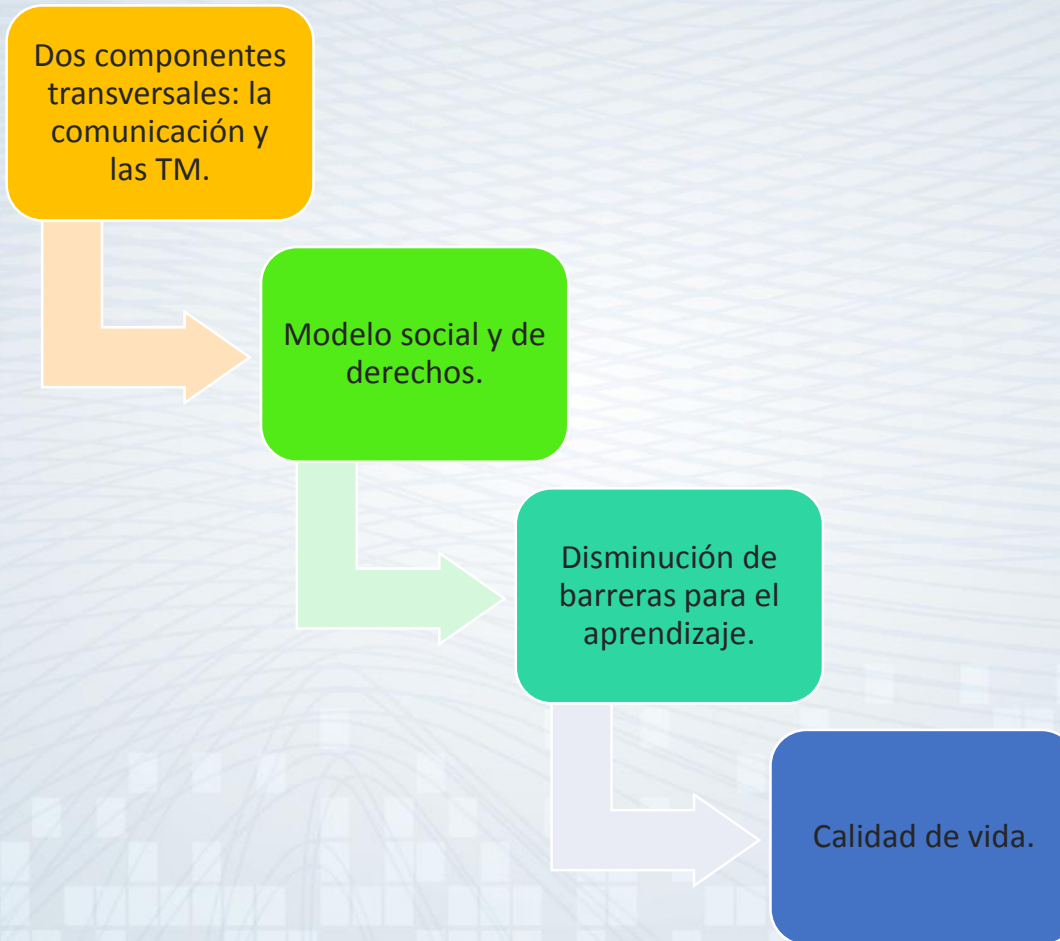 Dos componentes
transversales: la
comunicación y
las TM.
Modelo social y de
derechos.
Disminución de
barreras para el
aprendizaje.
Calidad de vida.